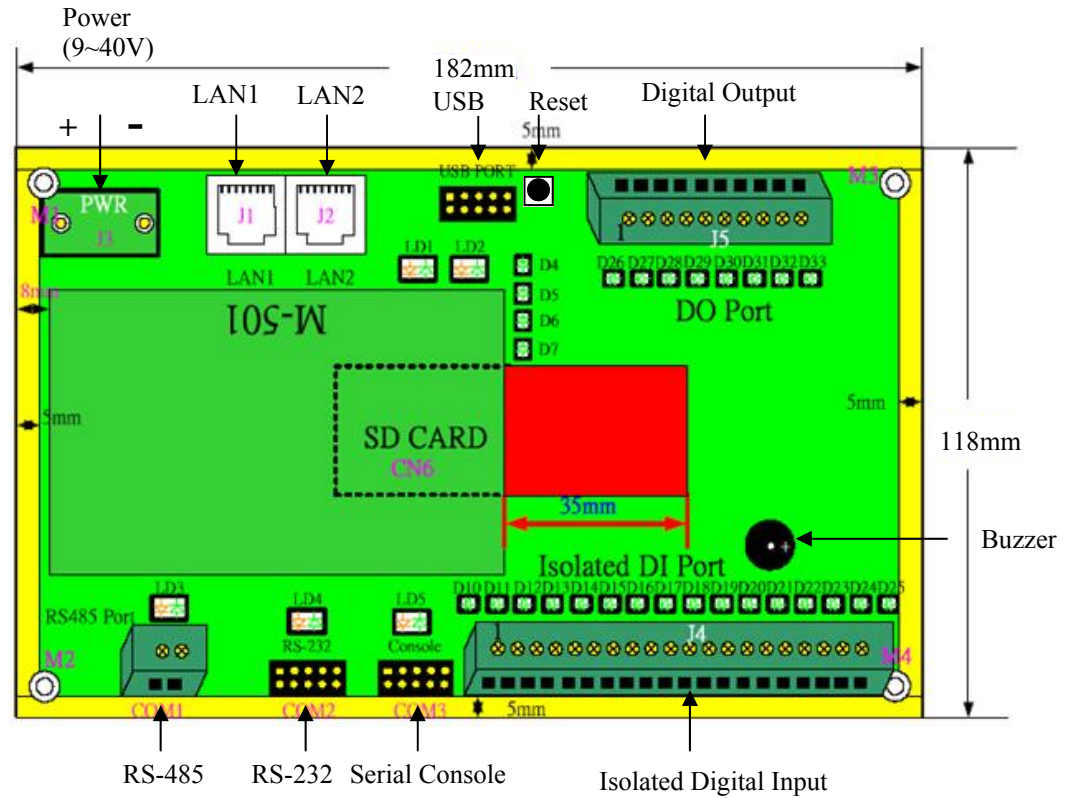 Power
(9~40V)
182mm
LAN1 LAN2 USB Reset Digital Output
+ -
5mm
USB PORT
M1 PWR J3
J1 J2
M3
1 J5
LAN1 LAN2
LD1 LD2
D4
D5
D6
D7
D26 D27 D28 D29 D30 D31 D32 D33
DO Port
8mm
M-501
5mm
SD CARD
CN6
5mm
118mm
35mm
Buzzer
Isolated DI Port
D10 D11 D12 D13 D14 D15 D16 D17 D18 D19 D20 D21 D22 D23 D24 D25
LD3
LD4
LD5
RS485 Port
RS-232
Console
1 J4
M2
M4
COM1 COM2 COM3
5mm
RS-485 RS-232 Serial Console Isolated Digital Input